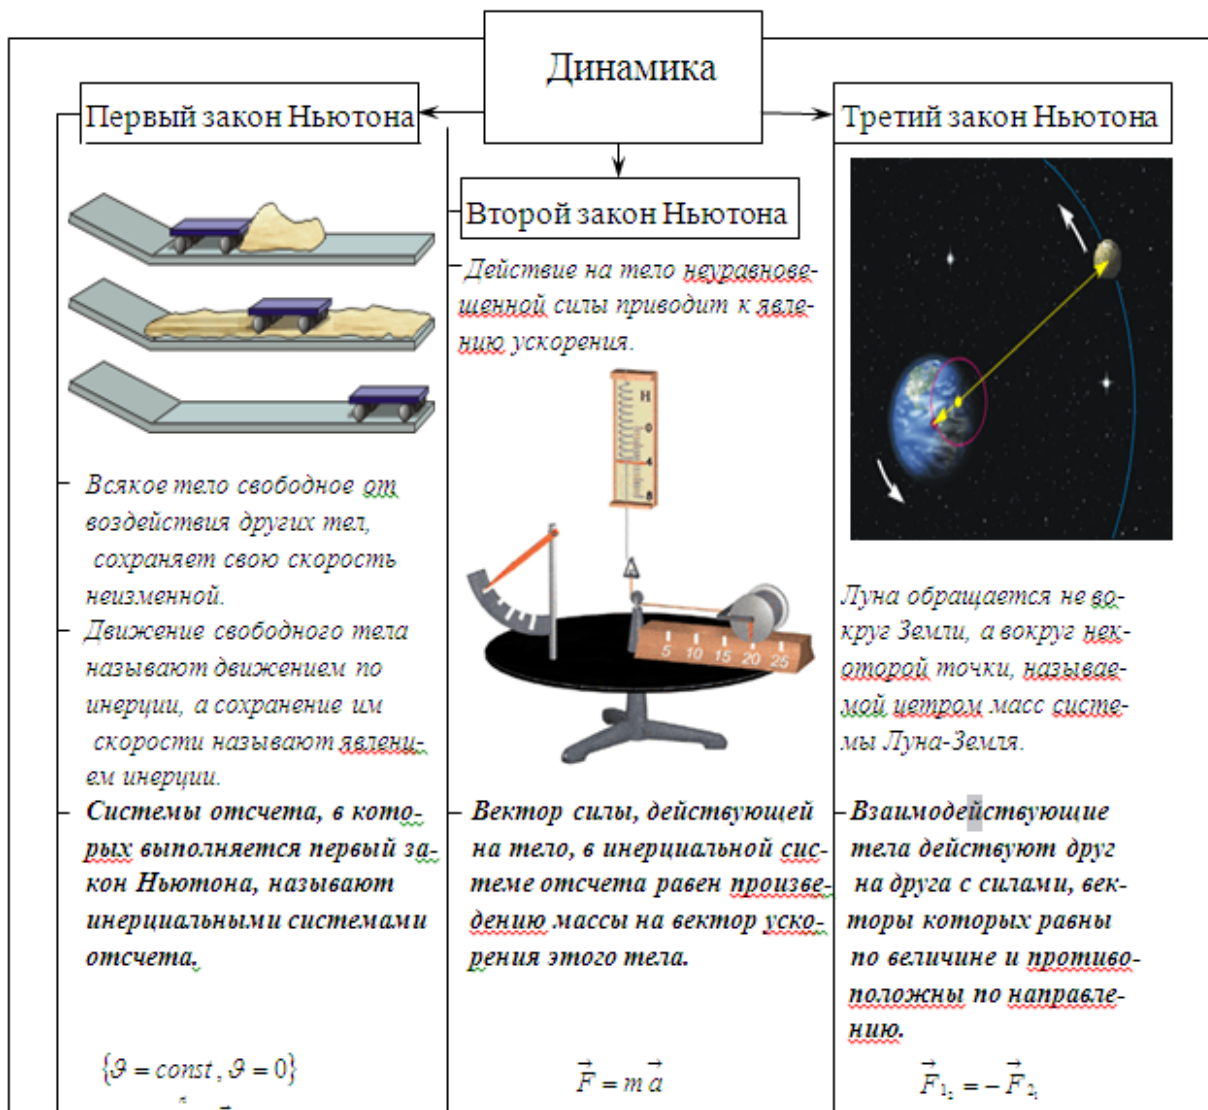 Динамика
Первый закон Ньютона
Всякое тело свободное от
воздействия других тел,
сохраняет свою скорость
неизменной.
Движение свободного тела
называют движением по
инерции, а сохранение им
скорости называют явлени-
ем инерции.
Системы отсчета, в кото-
рых выполняется первый за-
кон Ньютона, называют
инерциальными системами
отсчета.
{ϑ = const, ϑ = 0}
Второй закон Ньютона
Действие на тело неуравнове-
шенной силы приводит к явле-
нию ускорения.
Н
0
4
8
5 10 15 20 25
Вектор силы, действующей
на тело, в инерциальной сис-
теме отсчета равен произве-
дению массы на вектор уско-
рения этого тела.
F⃗ = m a⃗
Третий закон Ньютона
Луна обращается не во-
круг Земли, а вокруг нек-
оторой точки, называе-
мой цетром масс систе-
мы Луна-Земля.
Взаимодействующие
тела действуют друг
на друга с силами, век-
торы которых равны
по величине и противо-
положны по направле-
нию.
F⃗₁₂ = − F⃗₂₁